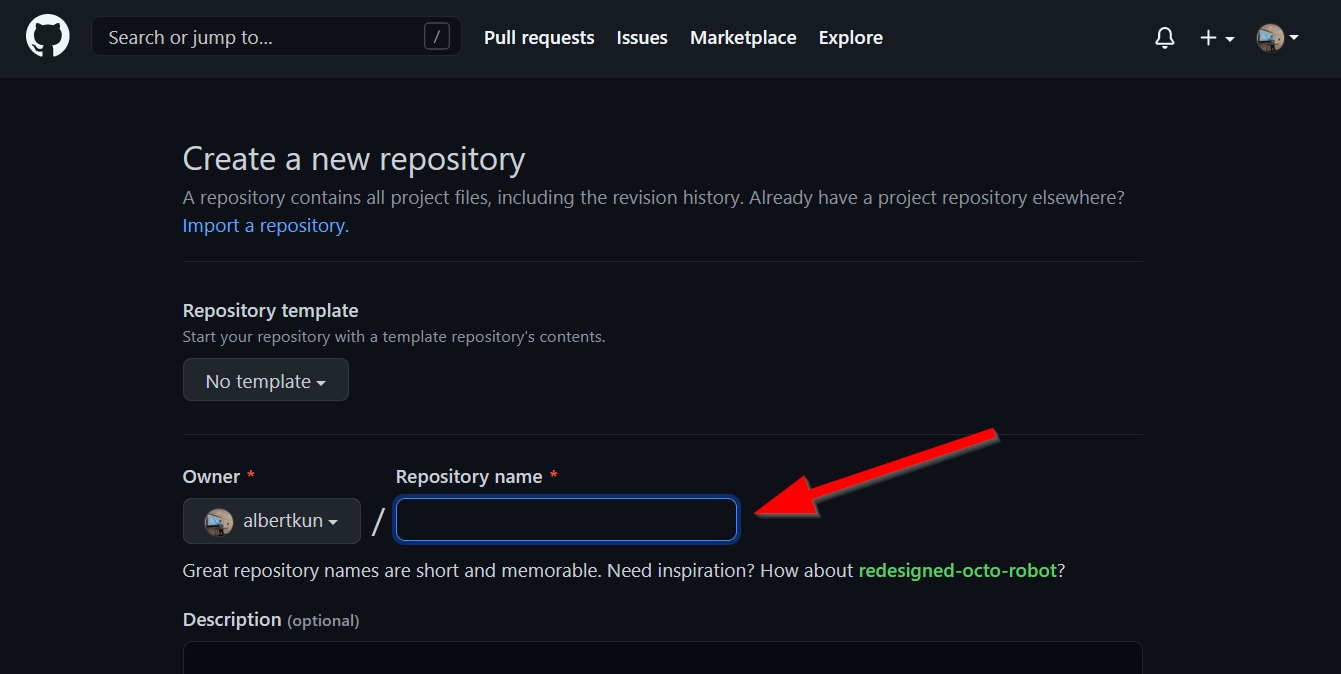 Search or jump to... /
Pull requests Issues Marketplace Explore
Create a new repository
A repository contains all project files, including the revision history. Already have a project repository elsewhere?
Import a repository.
Repository template
Start your repository with a template repository's contents.
No template
Owner * Repository name *
albertkun /
Great repository names are short and memorable. Need inspiration? How about redesigned-octo-robot?
Description (optional)